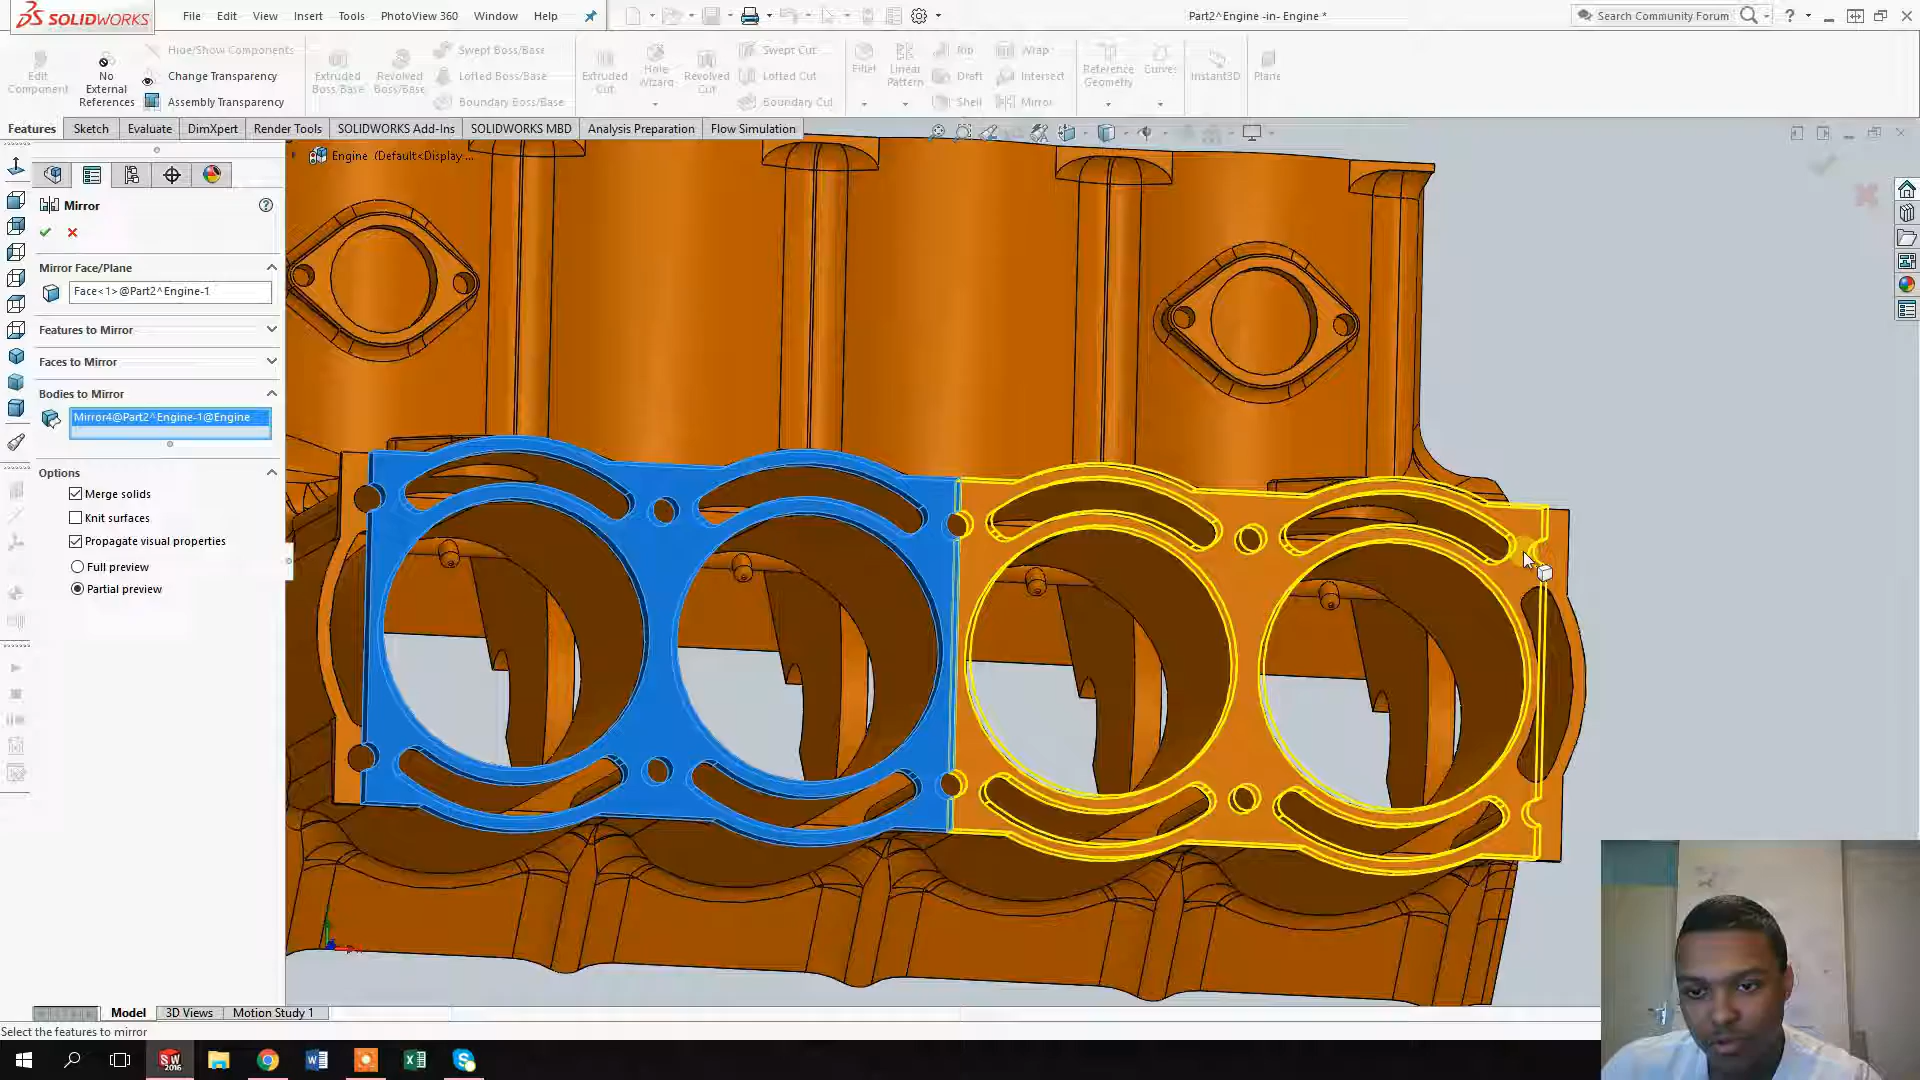 SOLIDWORKS
File Edit View Insert Tools PhotoView 360 Window Help
Part2^Engine -in- Engine *
Search Community Forum
?
Edit Component
No External References
Hide/Show Components
Change Transparency
Assembly Transparency
Extruded Boss/Base
Revolved Boss/Base
Swept Boss/Base
Lofted Boss/Base
Boundary Boss/Base
Extruded Cut
Hole Wizard
Revolved Cut
Swept Cut
Lofted Cut
Boundary Cut
Fillet
Linear Pattern
Rib
Draft
Shell
Wrap
Intersect
Mirror
Reference Geometry
Curves
Instant3D
Plane
Features Sketch Evaluate DimXpert Render Tools SOLIDWORKS Add-Ins SOLIDWORKS MBD Analysis Preparation Flow Simulation
Engine (Default<Display-...
Mirror
?
Mirror Face/Plane
Face<1>@Part2^Engine-1
Features to Mirror
Faces to Mirror
Bodies to Mirror
Mirror4@Part2^Engine-1@Engine
Options
Merge solids
Knit surfaces
Propagate visual properties
Full preview
Partial preview
Model 3D Views Motion Study 1
Select the features to mirror
SW
2016